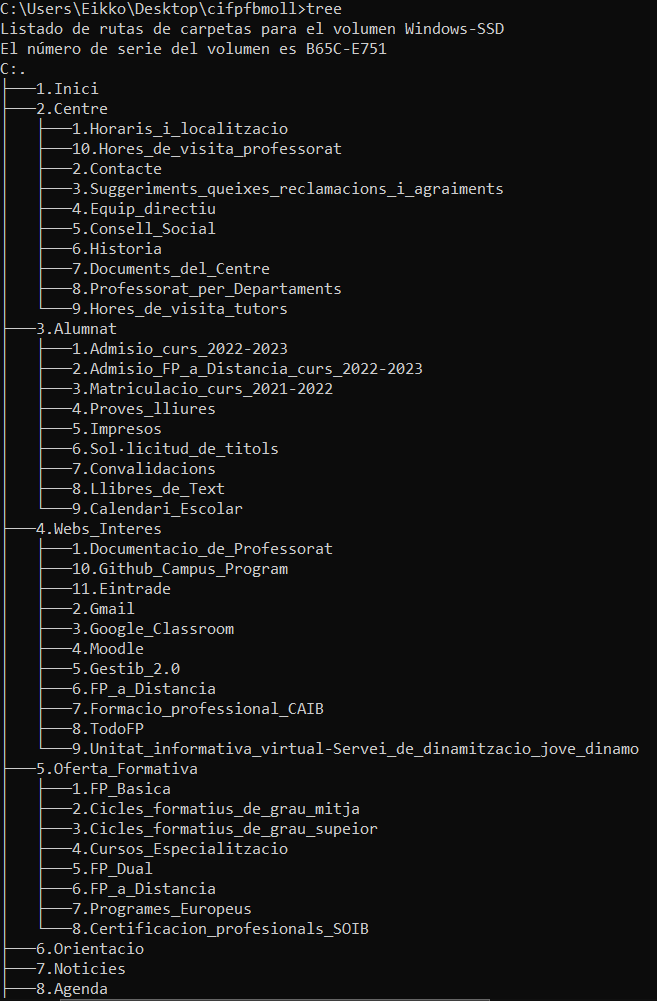 C:\Users\Eikko\Desktop\cifpfbmoll>tree
Listado de rutas de carpetas para el volumen Windows-SSD
El número de serie del volumen es B65C-E751
C:.
├───1.Inici
├───2.Centre
│   ├───1.Horaris_i_localitzacio
│   ├───10.Hores_de_visita_professorat
│   ├───2.Contacte
│   ├───3.Suggeriments_queixes_reclamacions_i_agraiments
│   ├───4.Equip_directiu
│   ├───5.Consell_Social
│   ├───6.Historia
│   ├───7.Documents_del_Centre
│   ├───8.Professorat_per_Departaments
│   └───9.Hores_de_visita_tutors
├───3.Alumnat
│   ├───1.Admisio_curs_2022-2023
│   ├───2.Admisio_FP_a_Distancia_curs_2022-2023
│   ├───3.Matriculacio_curs_2021-2022
│   ├───4.Proves_lliures
│   ├───5.Impresos
│   ├───6.Sol·licitud_de_titols
│   ├───7.Convalidacions
│   ├───8.Llibres_de_Text
│   └───9.Calendari_Escolar
├───4.Webs_Interes
│   ├───1.Documentacio_de_Professorat
│   ├───10.Github_Campus_Program
│   ├───11.Eintrade
│   ├───2.Gmail
│   ├───3.Google_Classroom
│   ├───4.Moodle
│   ├───5.Gestib_2.0
│   ├───6.FP_a_Distancia
│   ├───7.Formacio_professional_CAIB
│   ├───8.TodoFP
│   └───9.Unitat_informativa_virtual-Servei_de_dinamitzacio_jove_dinamo
├───5.Oferta_Formativa
│   ├───1.FP_Basica
│   ├───2.Cicles_formatius_de_grau_mitja
│   ├───3.Cicles_formatius_de_grau_supeior
│   ├───4.Cursos_Especialitzacio
│   ├───5.FP_Dual
│   ├───6.FP_a_Distancia
│   ├───7.Programes_Europeus
│   └───8.Certificacion_profesionals_SOIB
├───6.Orientacio
├───7.Noticies
├───8.Agenda